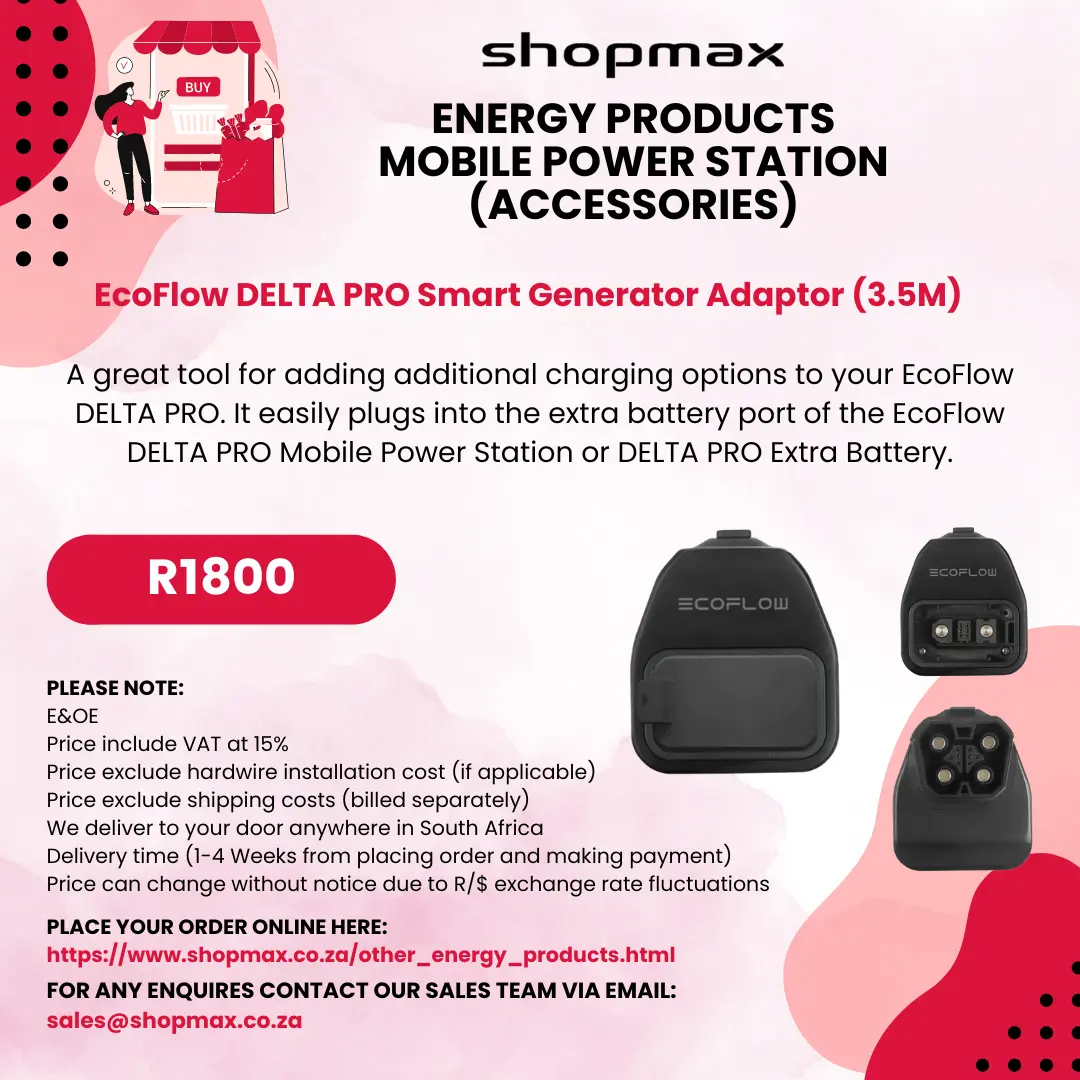 shopmax
ENERGY PRODUCTS
MOBILE POWER STATION
(ACCESSORIES)
BUY
EcoFlow DELTA PRO Smart Generator Adaptor (3.5M)
A great tool for adding additional charging options to your EcoFlow
DELTA PRO. It easily plugs into the extra battery port of the EcoFlow
DELTA PRO Mobile Power Station or DELTA PRO Extra Battery.
R1800
ECOFLOW
ECOFLOW
PLEASE NOTE:
E&OE
Price include VAT at 15%
Price exclude hardwire installation cost (if applicable)
Price exclude shipping costs (billed separately)
We deliver to your door anywhere in South Africa
Delivery time (1-4 Weeks from placing order and making payment)
Price can change without notice due to R/$ exchange rate fluctuations
PLACE YOUR ORDER ONLINE HERE:
https://www.shopmax.co.za/other_energy_products.html
FOR ANY ENQUIRES CONTACT OUR SALES TEAM VIA EMAIL:
sales@shopmax.co.za